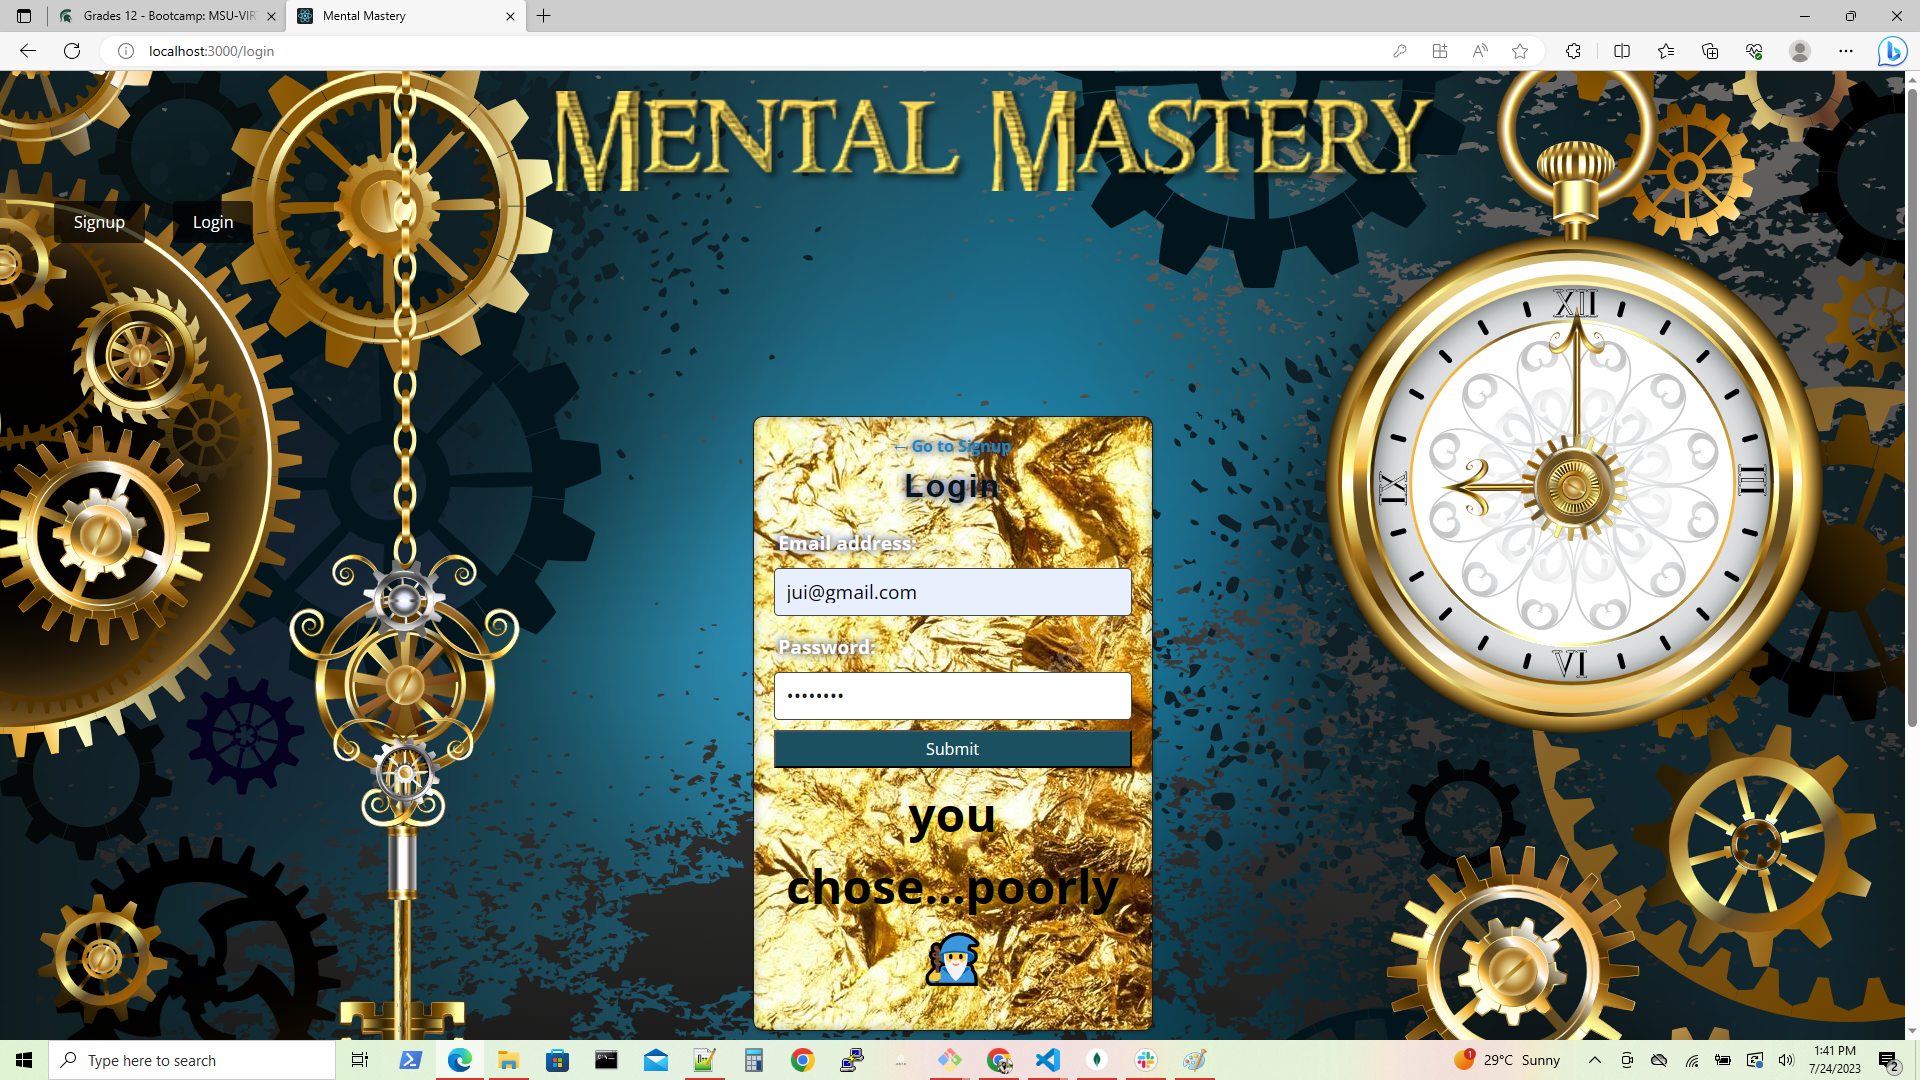 Grades 12 - Bootcamp: MSU-VIR
Mental Mastery
localhost:3000/login
MENTAL MASTERY
Signup
Login
XII
III
VI
IX
← Go to Signup
Login
Email address:
jui@gmail.com
Password:
••••••••
Submit
you
chose...poorly
Type here to search
1
29°C Sunny
1:41 PM
7/24/2023
2